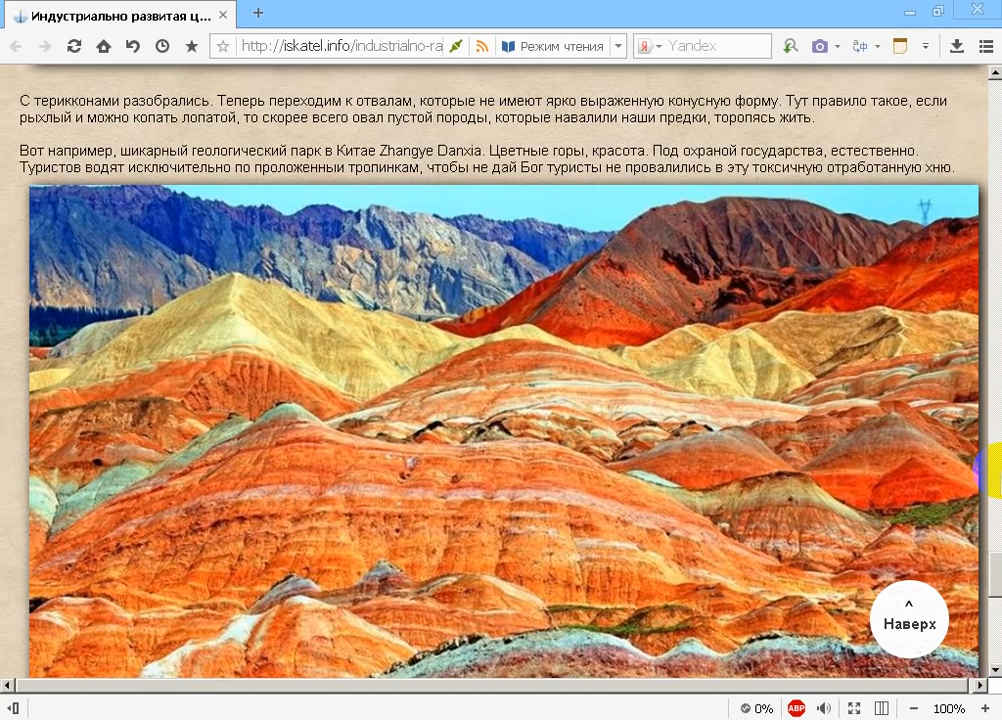 Индустриально развитая ц...
http://iskatel.info/industrialno-ra
Режим чтения
Я
Yandex
С терикконами разобрались. Теперь переходим к отвалам, которые не имеют ярко выраженную конусную форму. Тут правило такое, если
рыхлый и можно копать лопатой, то скорее всего овал пустой породы, которые навалили наши предки, торопясь жить.
Вот например, шикарный геологический парк в Китае Zhangye Danxia. Цветные горы, красота. Под охраной государства, естественно.
Туристов водят исключительно по проложенныи тропинкам, чтобы не дай Бог туристы не провалились в эту токсичную отработанную хню.
^
Наверх
0%
ABP
100%